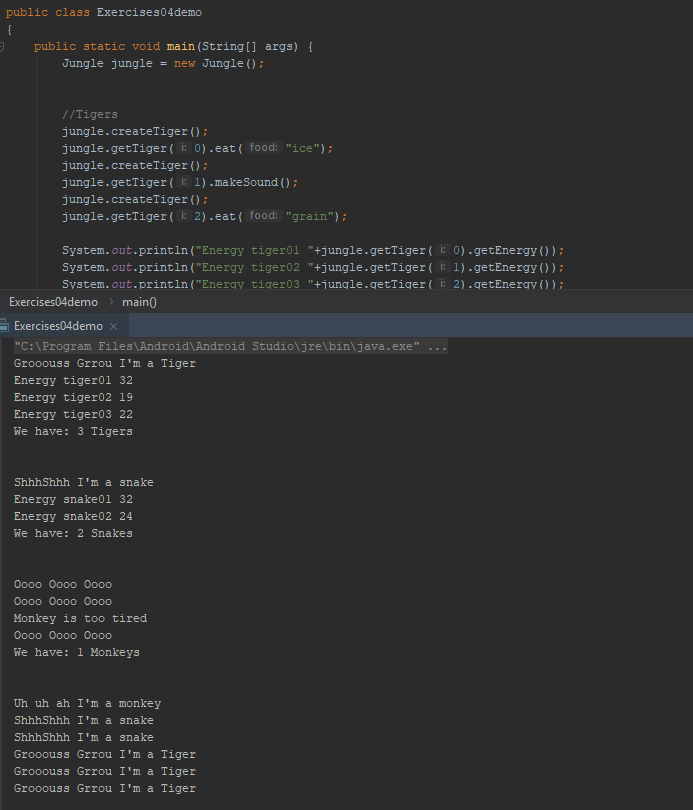 public class Exercises04demo
{
public static void main(String[] args) {
Jungle jungle = new Jungle();
//Tigers
jungle.createTiger();
jungle.getTiger( i: 0).eat( food: "ice");
jungle.createTiger();
jungle.getTiger( i: 1).makeSound();
jungle.createTiger();
jungle.getTiger( i: 2).eat( food: "grain");
System.out.println("Energy tiger01 "+jungle.getTiger( i: 0).getEnergy());
System.out.println("Energy tiger02 "+jungle.getTiger( i: 1).getEnergy());
System.out.println("Energy tiger03 "+jungle.getTiger( i: 2).getEnergy());
Exercises04demo › main()
Exercises04demo ×
"C:\Program Files\Android\Android Studio\jre\bin\java.exe" ...
Grooouss Grrou I'm a Tiger
Energy tiger01 32
Energy tiger02 19
Energy tiger03 22
We have: 3 Tigers
ShhhShhh I'm a snake
Energy snake01 32
Energy snake02 24
We have: 2 Snakes
Oooo Oooo Oooo
Oooo Oooo Oooo
Monkey is too tired
Oooo Oooo Oooo
We have: 1 Monkeys
Uh uh ah I'm a monkey
ShhhShhh I'm a snake
ShhhShhh I'm a snake
Grooouss Grrou I'm a Tiger
Grooouss Grrou I'm a Tiger
Grooouss Grrou I'm a Tiger